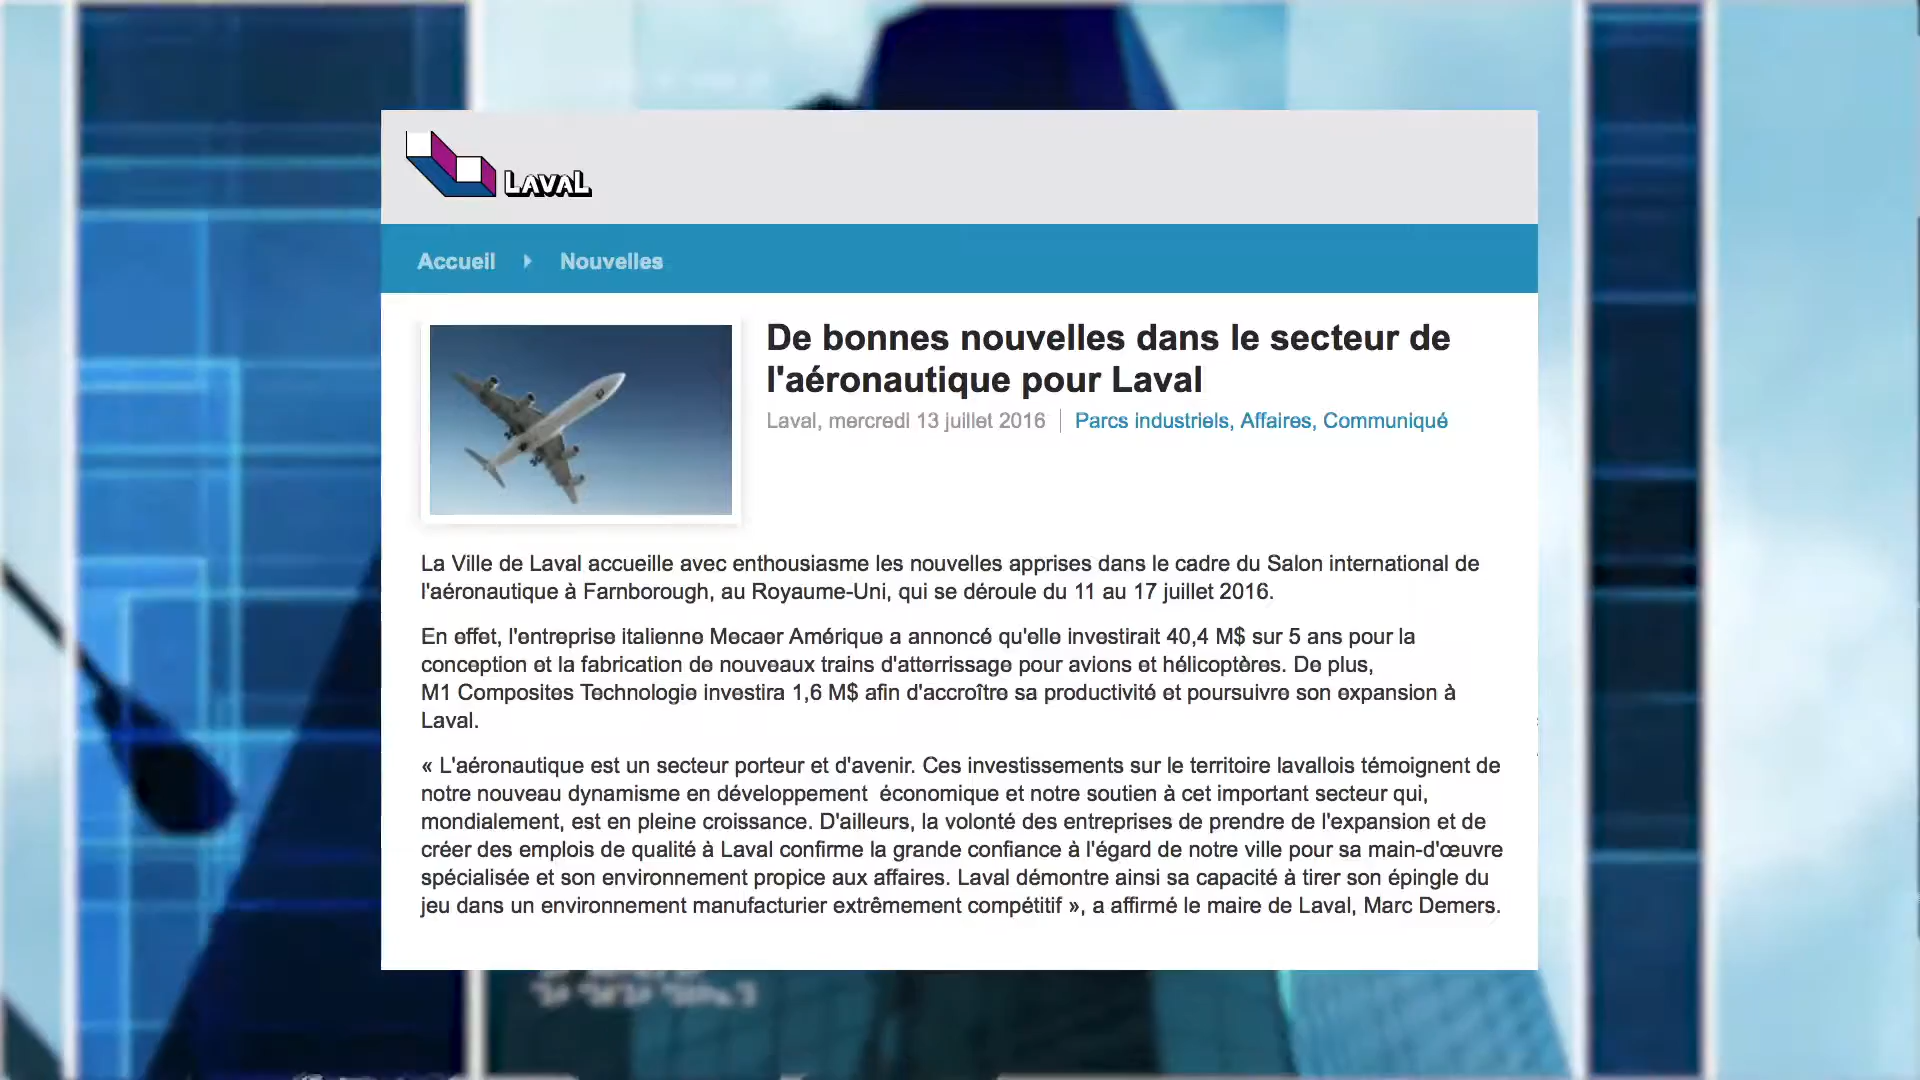 LAVAL
Accueil Nouvelles
De bonnes nouvelles dans le secteur de
l'aéronautique pour Laval
Laval, mercredi 13 juillet 2016 Parcs industriels, Affaires, Communiqué
La Ville de Laval accueille avec enthousiasme les nouvelles apprises dans le cadre du Salon international de
l'aéronautique à Farnborough, au Royaume-Uni, qui se déroule du 11 au 17 juillet 2016.
En effet, l'entreprise italienne Mecaer Amérique a annoncé qu'elle investirait 40,4 M$ sur 5 ans pour la
conception et la fabrication de nouveaux trains d'atterrissage pour avions et hélicoptères. De plus,
M1 Composites Technologie investira 1,6 M$ afin d'accroître sa productivité et poursuivre son expansion à
Laval.
« L'aéronautique est un secteur porteur et d'avenir. Ces investissements sur le territoire lavallois témoignent de
notre nouveau dynamisme en développement économique et notre soutien à cet important secteur qui,
mondialement, est en pleine croissance. D'ailleurs, la volonté des entreprises de prendre de l'expansion et de
créer des emplois de qualité à Laval confirme la grande confiance à l'égard de notre ville pour sa main-d'œuvre
spécialisée et son environnement propice aux affaires. Laval démontre ainsi sa capacité à tirer son épingle du
jeu dans un environnement manufacturier extrêmement compétitif », a affirmé le maire de Laval, Marc Demers.